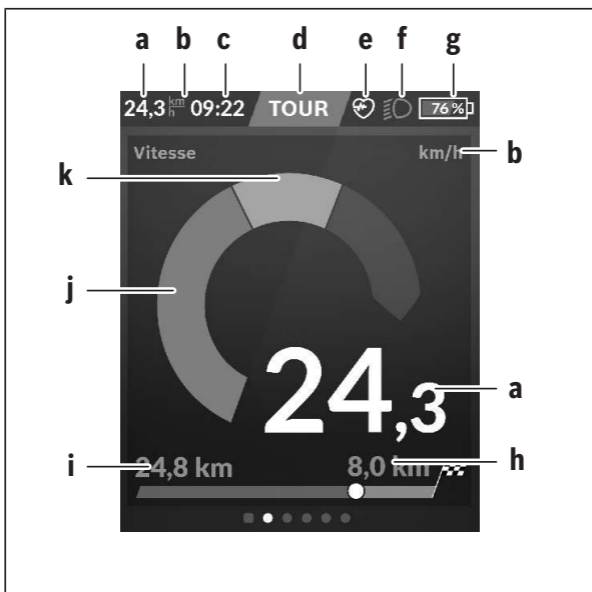 a b c d e f g
24,3 km/h 09:22 TOUR 76 %
Vitesse km/h b
k
j
24,3 a
i 24,8 km 8,0 km h